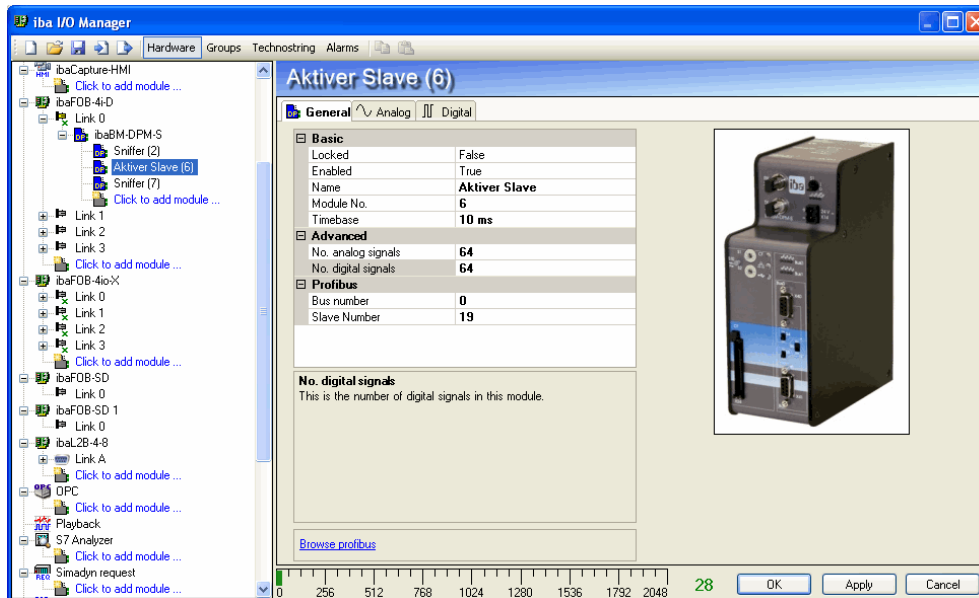 iba I/O Manager
Hardware Groups Technostring Alarms
ibaCapture-HMI
Click to add module ...
ibaFOB-4i-D
Link 0
ibaBM-DPM-S
Sniffer (2)
Aktiver Slave (6)
Sniffer (7)
Click to add module ...
Link 1
Link 2
Link 3
Click to add module ...
ibaFOB-4io-X
Link 0
Link 1
Link 2
Link 3
Click to add module ...
ibaFOB-SD
Link 0
ibaFOB-SD 1
Link 0
ibaL2B-4-8
Link A
Click to add module ...
OPC
Click to add module ...
Playback
S7 Analyzer
Click to add module ...
Simadyn request
Click to add module ...
Aktiver Slave (6)
General Analog Digital
Basic
Locked False
Enabled True
Name Aktiver Slave
Module No. 6
Timebase 10 ms
Advanced
No. analog signals 64
No. digital signals 64
Profibus
Bus number 0
Slave Number 19
No. digital signals
This is the number of digital signals in this module.
Browse profibus
iba
0 256 512 768 1024 1280 1536 1792 2048
28
OK Apply Cancel